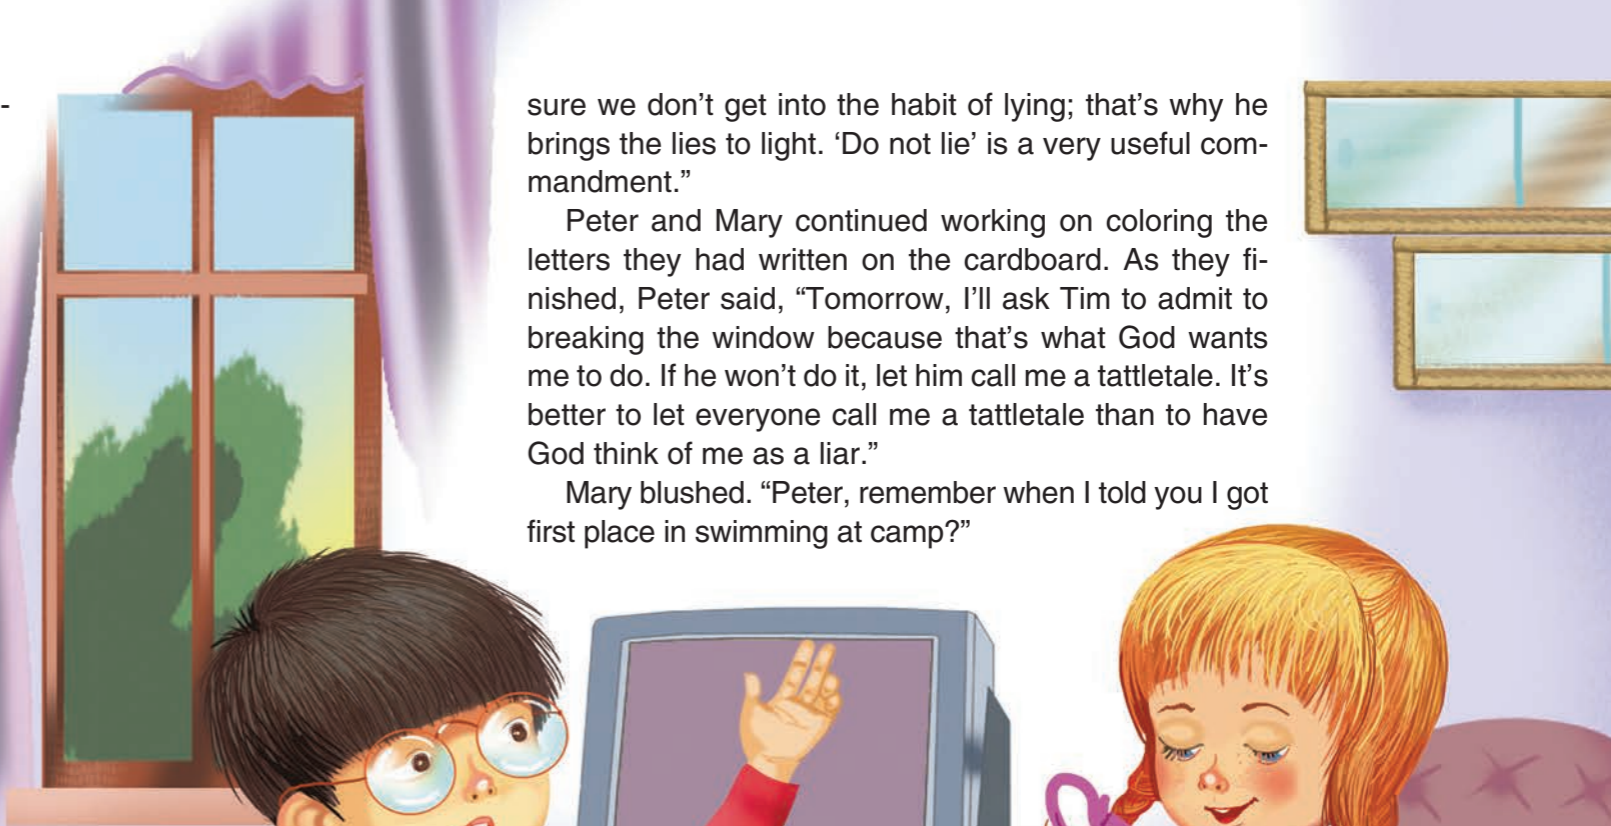 -
sure we don’t get into the habit of lying; that’s why he
brings the lies to light. ‘Do not lie’ is a very useful com-
mandment.”
Peter and Mary continued working on coloring the
letters they had written on the cardboard. As they fi-
nished, Peter said, “Tomorrow, I’ll ask Tim to admit to
breaking the window because that’s what God wants
me to do. If he won’t do it, let him call me a tattletale. It’s
better to let everyone call me a tattletale than to have
God think of me as a liar.”
Mary blushed. “Peter, remember when I told you I got
first place in swimming at camp?”